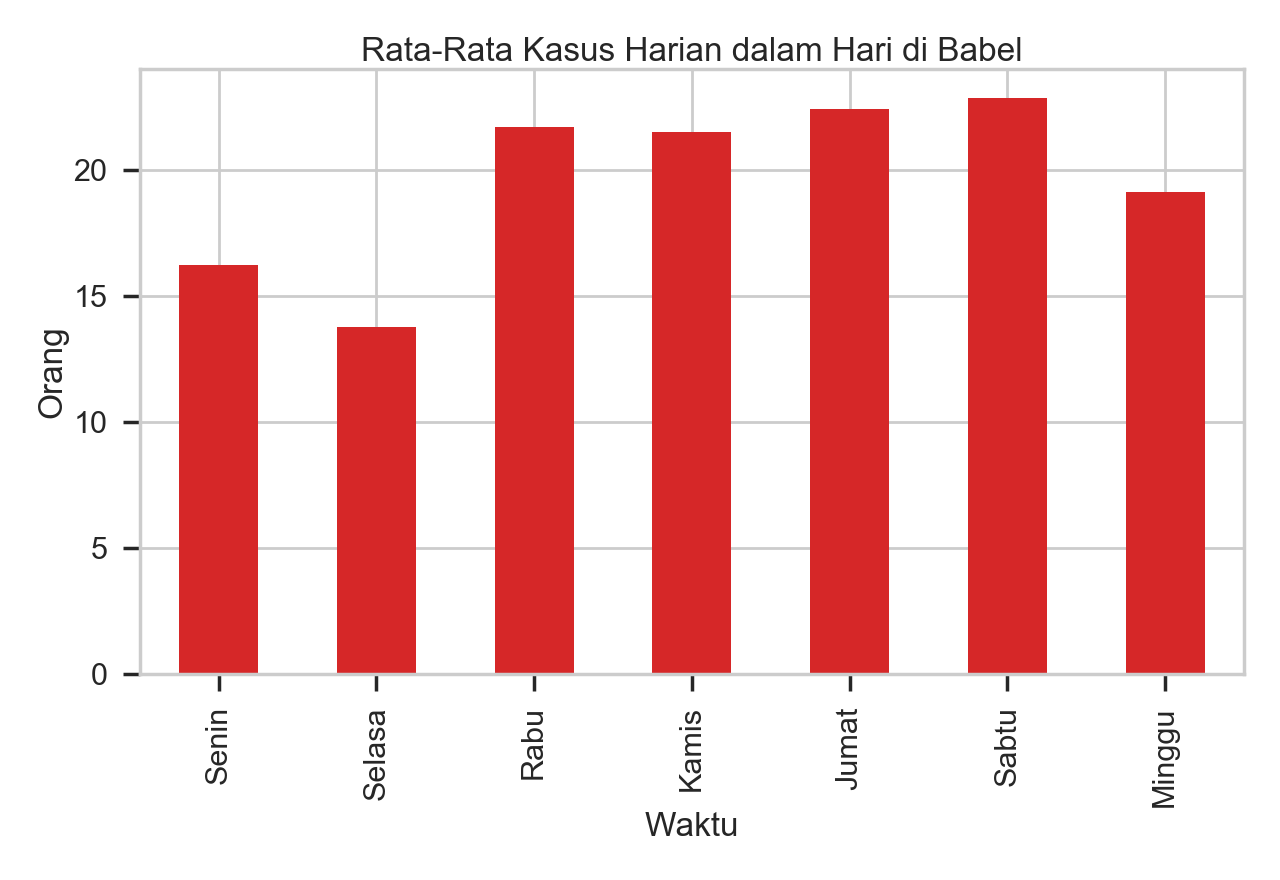 Rata-Rata Kasus Harian dalam Hari di Babel
20
15
10
5
0
Orang
Senin
Selasa
Rabu
Kamis
Jumat
Sabtu
Minggu
Waktu